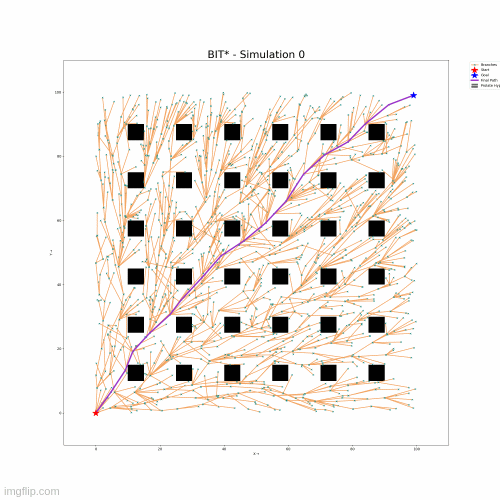 BIT* - Simulation 0
Branches
Start
Goal
Final Path
100
80
60
40
20
0
Y→
0
20
40
60
80
100
X→
imgflip.com